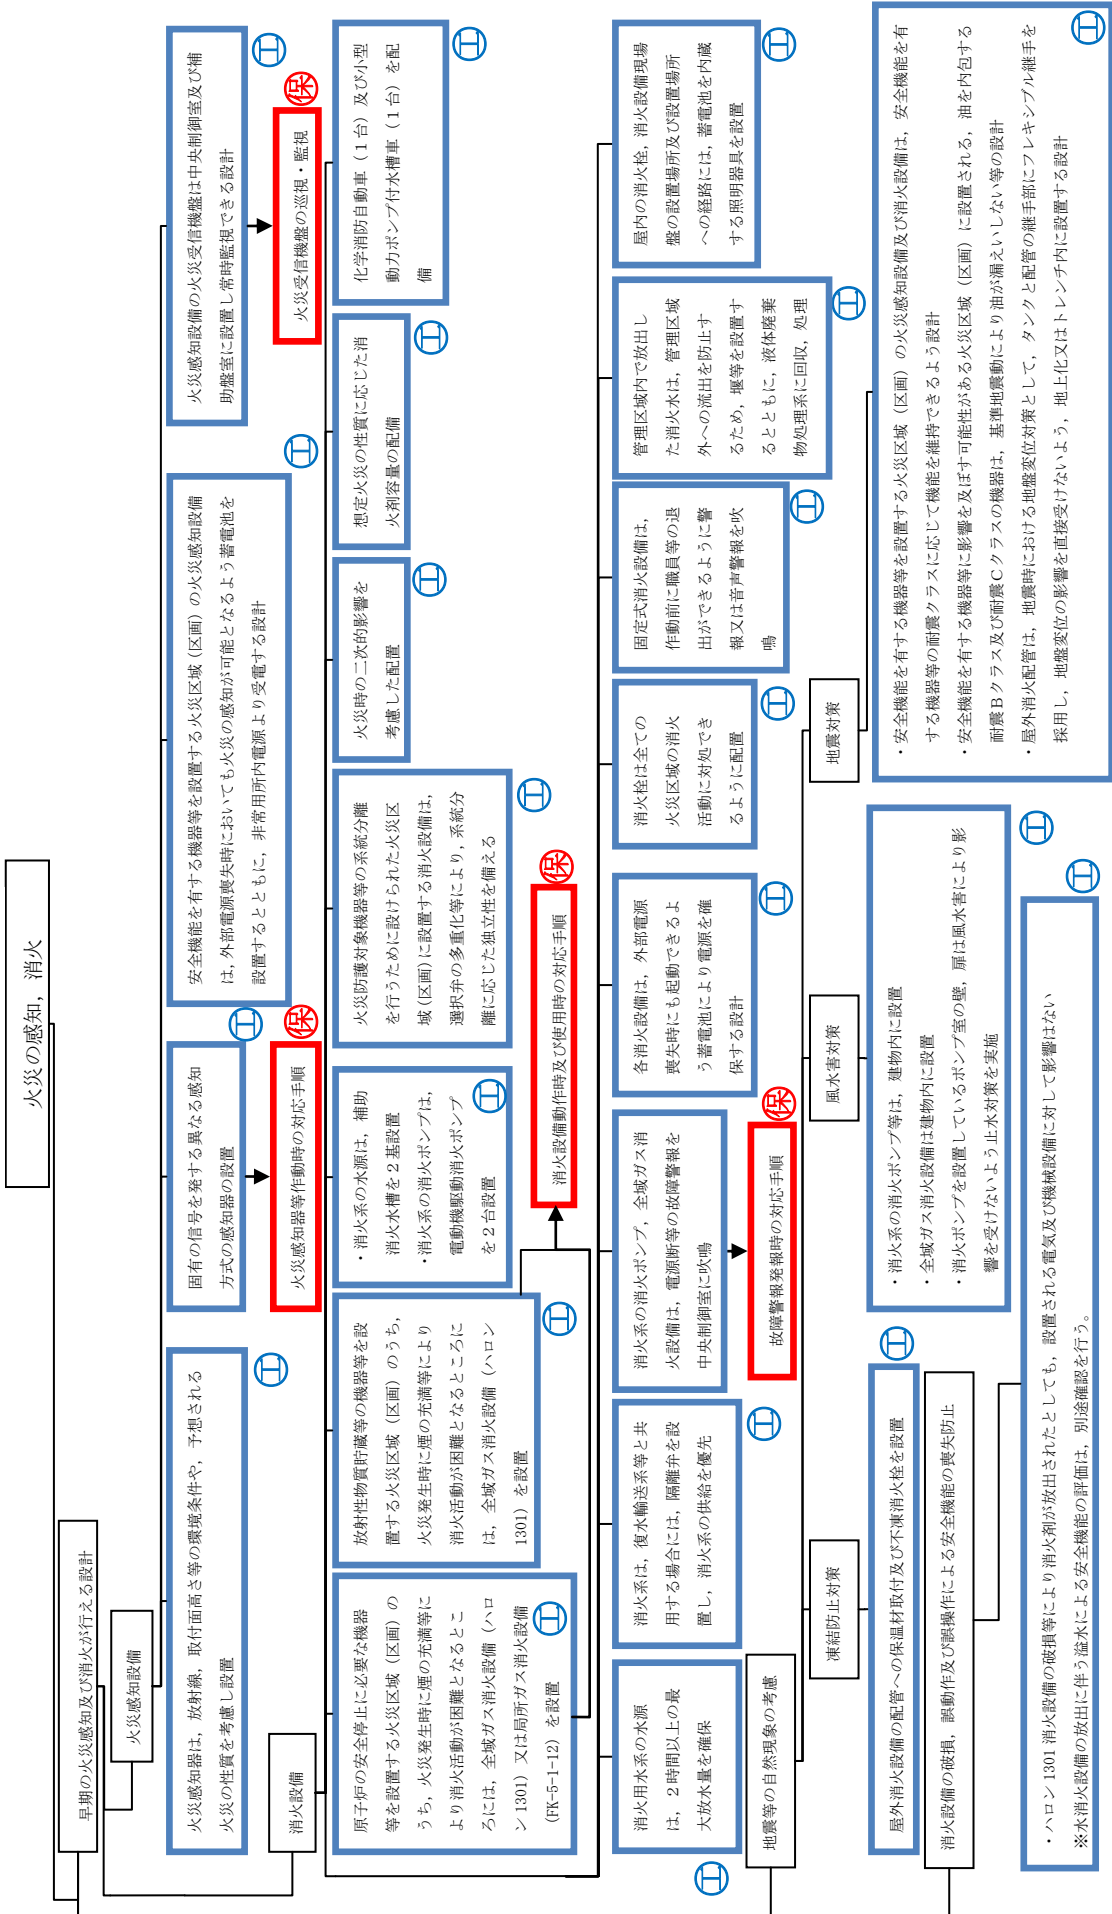 火災の感知，消火
早期の火災感知及び消火が行える設計
火災感知設備
火災感知器は，放射線，取付面高さ等の環境条件や，予想される
火災の性質を考慮し設置
工
固有の信号を発する異なる感知
方式の感知器の設置
工
火災感知器等作動時の対応手順
保
安全機能を有する機器等を設置する火災区域（区画）の火災感知設備
は，外部電源喪失時においても火災の感知が可能となるよう蓄電池を
設置するとともに，非常用所内電源より受電する設計
工
火災感知設備の火災受信機盤は中央制御室及び補
助盤室に設置し常時監視できる設計
工
火災受信機盤の巡視・監視
保
消火設備
原子炉の安全停止に必要な機器
等を設置する火災区域（区画）の
うち，火災発生時に煙の充満等に
より消火活動が困難となるとこ
ろには，全域ガス消火設備（ハロ
ン1301）又は局所ガス消火設備
（FK-5-1-12）を設置
工
放射性物質貯蔵等の機器等を設
置する火災区域（区画）のうち，
火災発生時に煙の充満等により
消火活動が困難となるところに
は，全域ガス消火設備（ハロン
1301）を設置
工
・消火系の水源は，補助
消火水槽を２基設置
・消火系の消火ポンプは，
電動機駆動消火ポンプ
を２台設置
工
消火設備動作時及び使用時の対応手順
保
火災防護対象機器等の系統分離
を行うために設けられた火災区
域（区画）に設置する消火設備は，
選択弁の多重化等により，系統分
離に応じた独立性を備える
工
火災時の二次的影響を
考慮した配置
工
想定火災の性質に応じた消
火剤容量の配備
工
化学消防自動車（１台）及び小型
動力ポンプ付水槽車（１台）を配
備
工
消火用水系の水源
は，２時間以上の最
大放水量を確保
工
消火系は，復水輸送系等と共
用する場合には，隔離弁を設
置し，消火系の供給を優先
工
消火系の消火ポンプ，全域ガス消
火設備は，電源断等の故障警報を
中央制御室に吹鳴
故障警報発報時の対応手順
保
各消火設備は，外部電源
喪失時にも起動できるよ
う蓄電池により電源を確
保する設計
工
消火栓は全ての
火災区域の消火
活動に対処でき
るように配置
工
固定式消火設備は，
作動前に職員等の退
出ができるように警
報又は音声警報を吹
鳴
工
管理区域内で放出し
た消火水は，管理区域
外への流出を防止す
るため，堰等を設置す
るとともに，液体廃棄
物処理系に回収，処理
工
屋内の消火栓，消火設備現場
盤の設置場所及び設置場所
への経路には，蓄電池を内蔵
する照明器具を設置
工
地震等の自然現象の考慮
凍結防止対策
屋外消火設備の配管への保温材取付及び不凍消火栓を設置
工
風水害対策
・消火系の消火ポンプ等は，建物内に設置
・全域ガス消火設備は建物内に設置
・消火ポンプを設置しているポンプ室の壁，扉は風水害により影
響を受けないよう止水対策を実施
工
地震対策
・安全機能を有する機器等を設置する火災区域（区画）の火災感知設備及び消火設備は，安全機能を有
する機器等の耐震クラスに応じて機能を維持できるよう設計
・安全機能を有する機器等に影響を及ぼす可能性がある火災区域（区画）に設置される，油を内包する
耐震Ｂクラス及び耐震Ｃクラスの機器は，基準地震動により油が漏えいしない等の設計
・屋外消火配管は，地震時における地盤変位対策として，タンクと配管の継手部にフレキシブル継手を
採用し，地盤変位の影響を直接受けないよう，地上化又はトレンチ内に設置する設計
工
消火設備の破損，誤動作及び誤操作による安全機能の喪失防止
・ハロン1301消火設備の破損等により消火剤が放出されたとしても，設置される電気及び機械設備に対して影響はない
※水消火設備の放出に伴う溢水による安全機能の評価は，別途確認を行う。
工